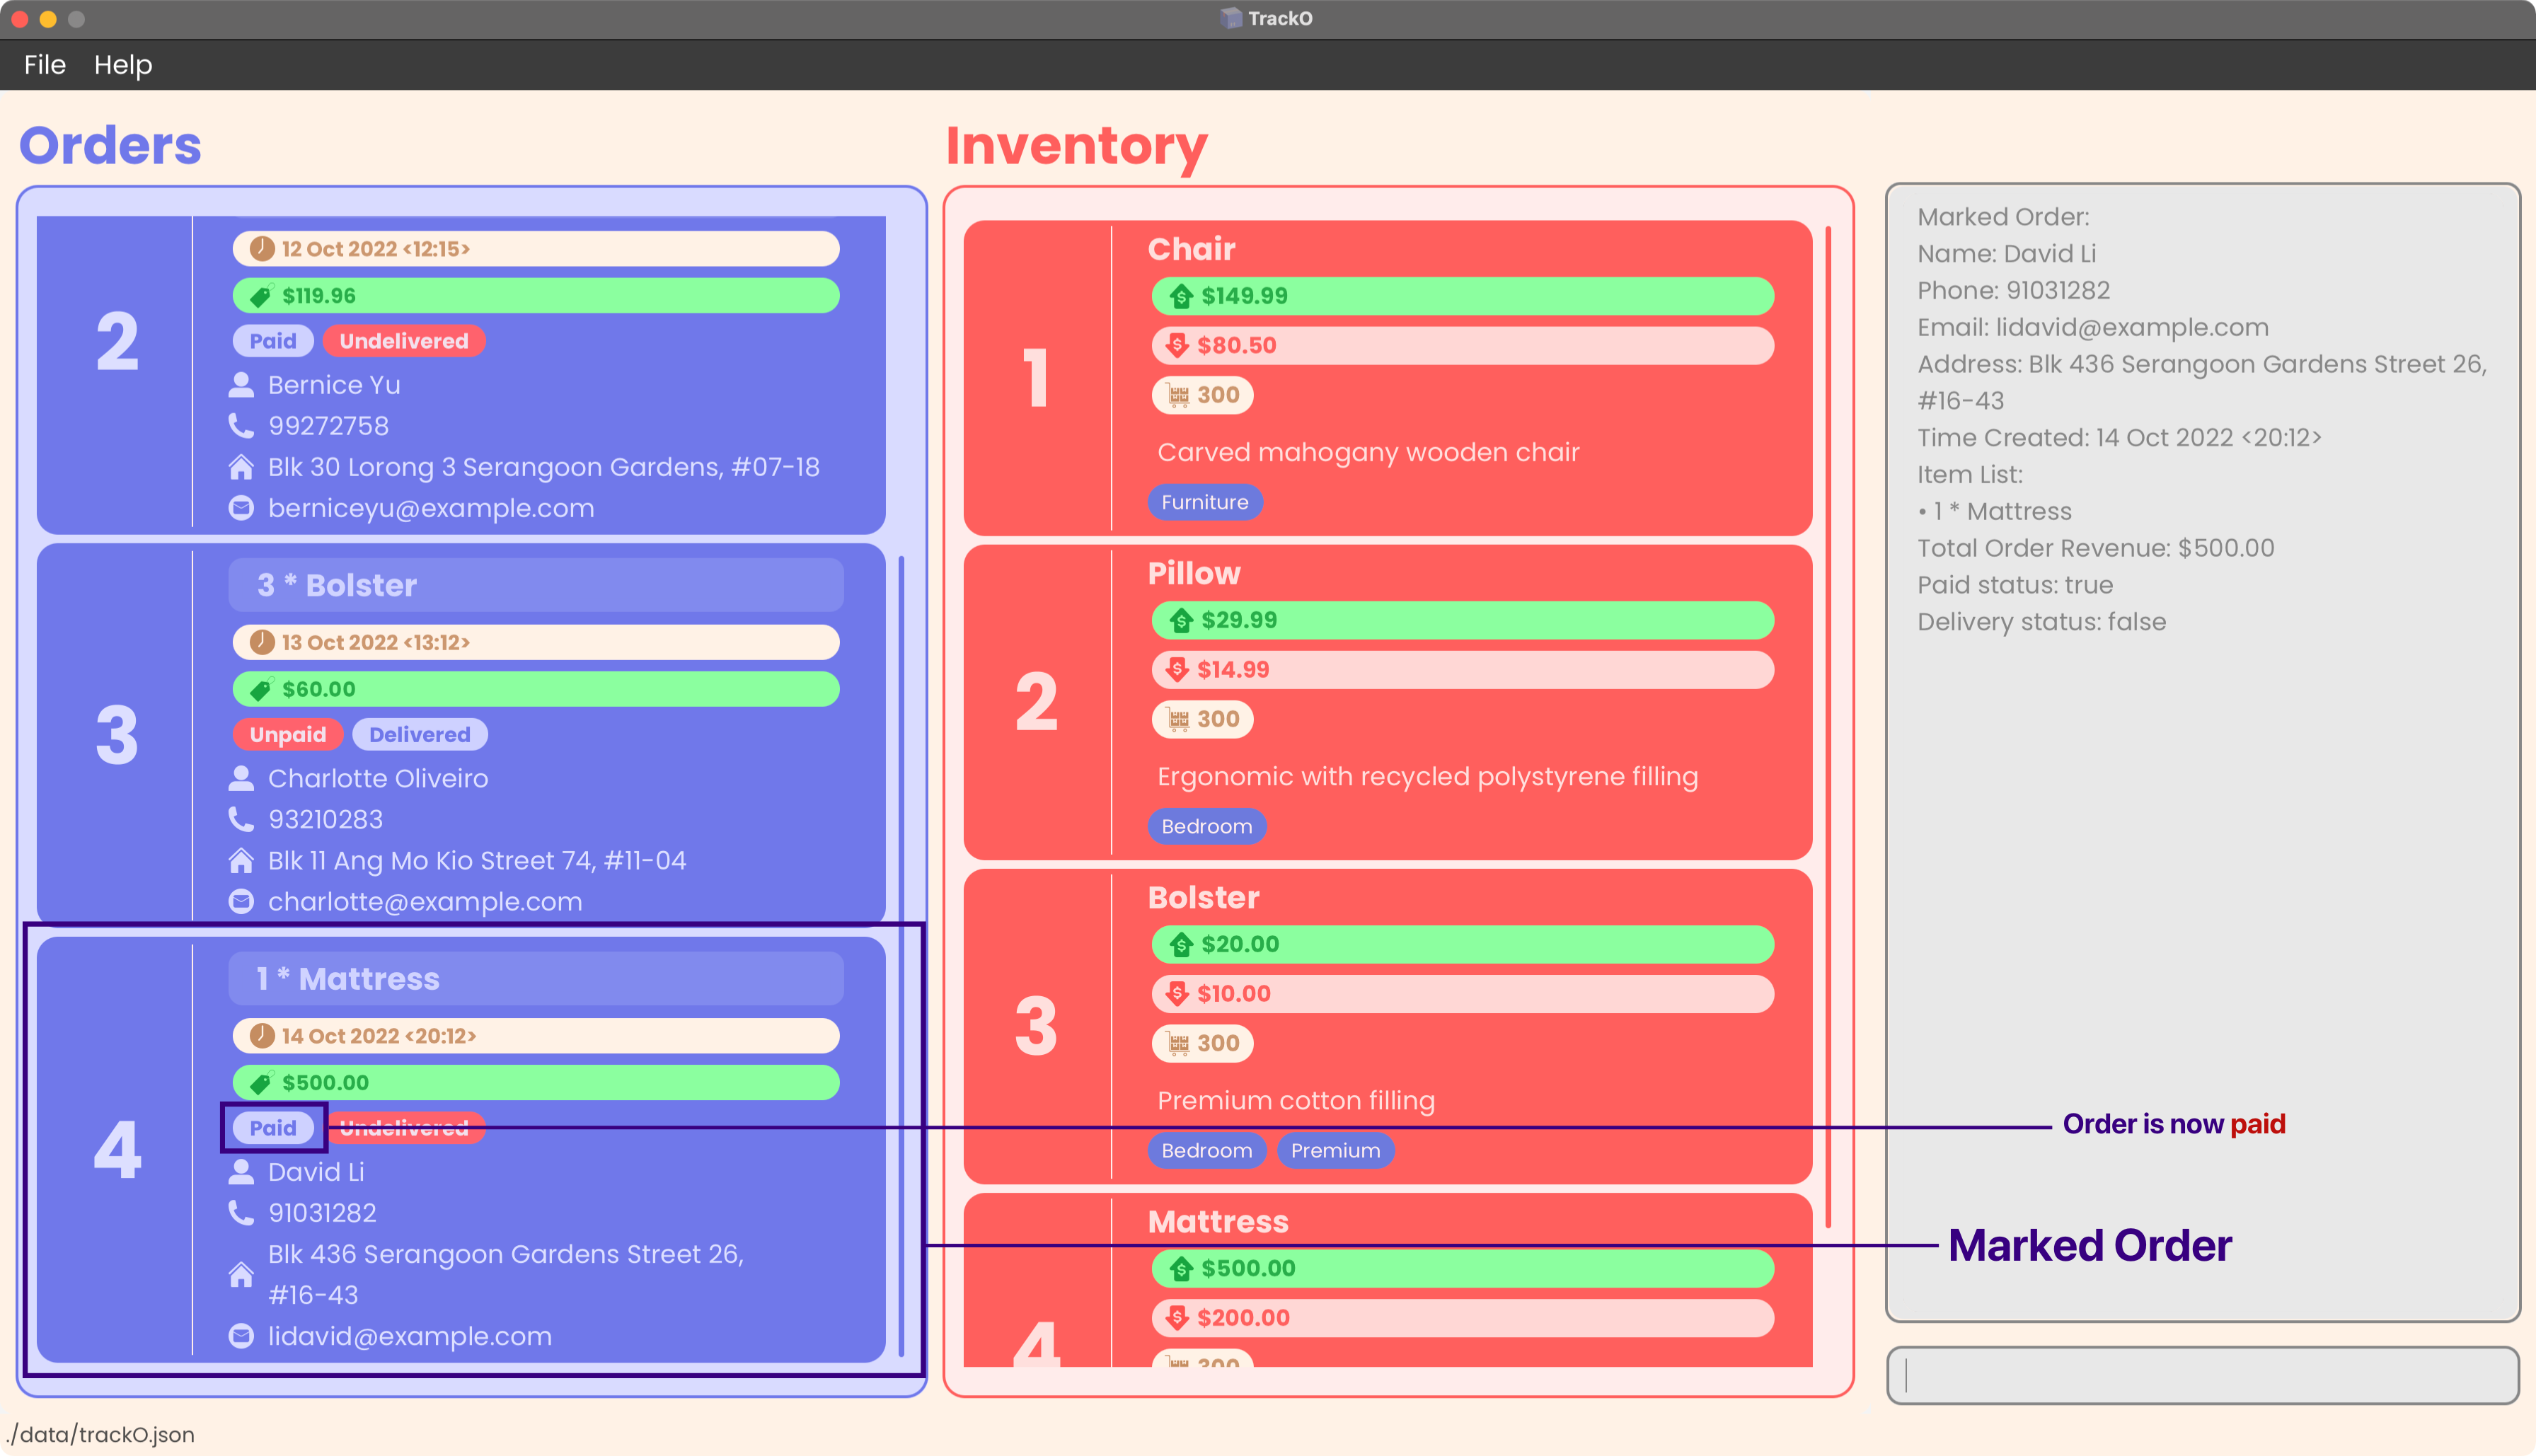 TrackO
File Help
Orders
2
12 Oct 2022 <12:15>
$119.96
Paid Undelivered
Bernice Yu
99272758
Blk 30 Lorong 3 Serangoon Gardens, #07-18
berniceyu@example.com
3
3 * Bolster
13 Oct 2022 <13:12>
$60.00
Unpaid Delivered
Charlotte Oliveiro
93210283
Blk 11 Ang Mo Kio Street 74, #11-04
charlotte@example.com
4
1 * Mattress
14 Oct 2022 <20:12>
$500.00
Paid Undelivered
David Li
91031282
Blk 436 Serangoon Gardens Street 26,
#16-43
lidavid@example.com
Inventory
1
Chair
$149.99
$80.50
300
Carved mahogany wooden chair
Furniture
2
Pillow
$29.99
$14.99
300
Ergonomic with recycled polystyrene filling
Bedroom
3
Bolster
$20.00
$10.00
300
Premium cotton filling
Bedroom Premium
4
Mattress
$500.00
$200.00
300
Marked Order:
Name: David Li
Phone: 91031282
Email: lidavid@example.com
Address: Blk 436 Serangoon Gardens Street 26,
#16-43
Time Created: 14 Oct 2022 <20:12>
Item List:
• 1 * Mattress
Total Order Revenue: $500.00
Paid status: true
Delivery status: false
Order is now paid
Marked Order
./data/trackO.json